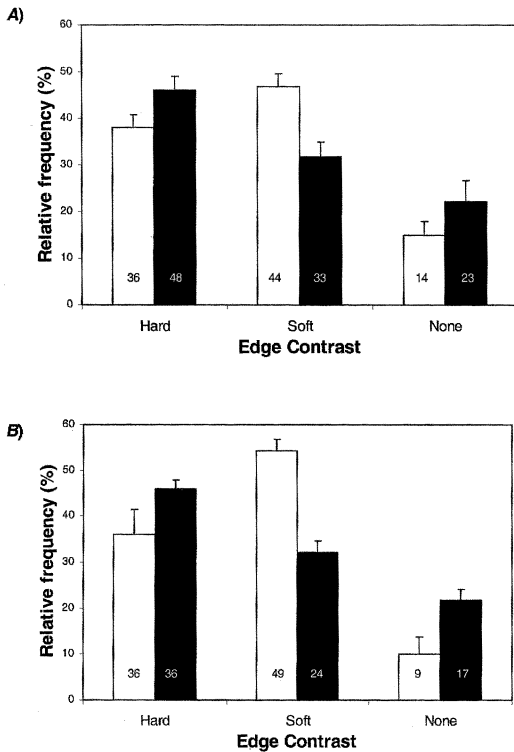 A)
Relative frequency (%)
60
50
40
30
20
10
0
36 48 44 33 14 23
Hard Soft None
Edge Contrast
B)
Relative frequency (%)
60
50
40
30
20
10
0
36 36 49 24 9 17
Hard Soft None
Edge Contrast